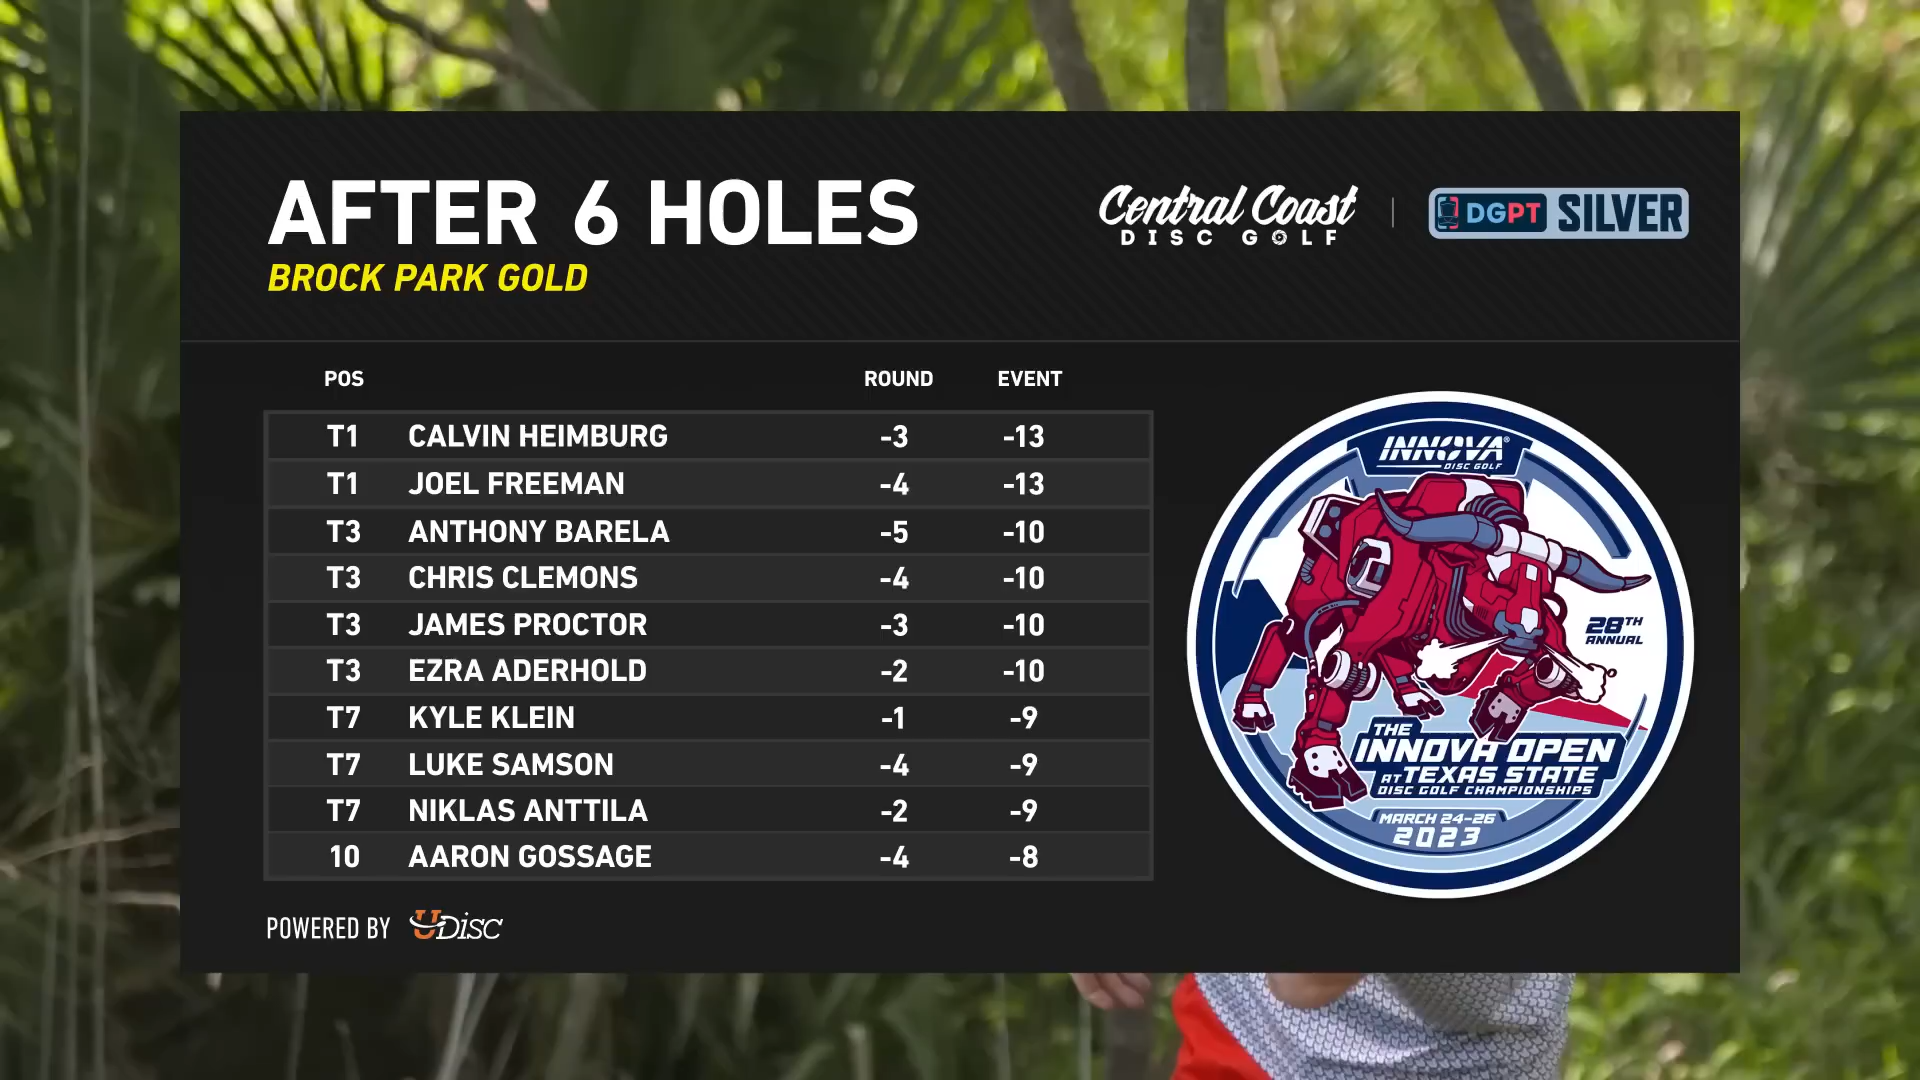 AFTER 6 HOLES
BROCK PARK GOLD
Central Coast
DISC GOLF
DGPT SILVER
POS ROUND EVENT
T1 CALVIN HEIMBURG -3 -13
T1 JOEL FREEMAN -4 -13
T3 ANTHONY BARELA -5 -10
T3 CHRIS CLEMONS -4 -10
T3 JAMES PROCTOR -3 -10
T3 EZRA ADERHOLD -2 -10
T7 KYLE KLEIN -1 -9
T7 LUKE SAMSON -4 -9
T7 NIKLAS ANTTILA -2 -9
10 AARON GOSSAGE -4 -8
POWERED BY UDisc
INNOVA®
DISC GOLF
28TH
ANNUAL
THE
INNOVA OPEN
AT TEXAS STATE
DISC GOLF CHAMPIONSHIPS
MARCH 24-26
2023